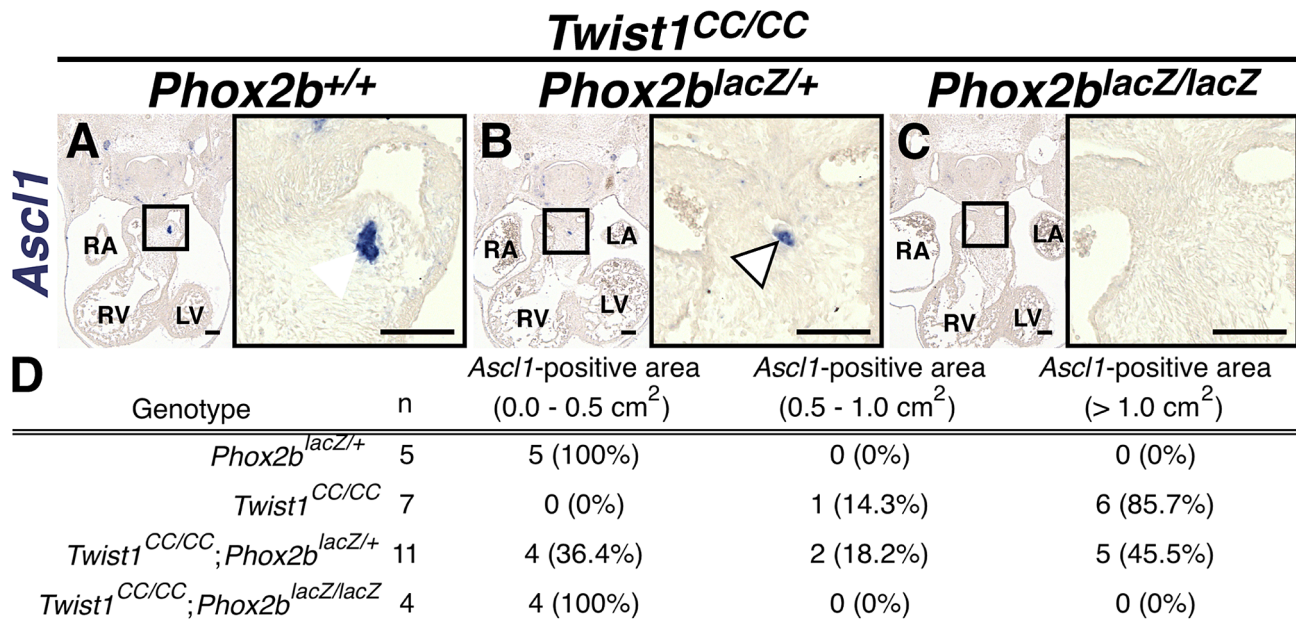 Twist1CC/CC
Phox2b+/+ Phox2blacZ/+ Phox2blacZ/lacZ
Ascl1
A B C
RA RV LV
RA LA RV LV
RA LA RV LV
D
Genotype n Ascl1-positive area (0.0 - 0.5 cm2) Ascl1-positive area (0.5 - 1.0 cm2) Ascl1-positive area (> 1.0 cm2)
Phox2blacZ/+ 5 5 (100%) 0 (0%) 0 (0%)
Twist1CC/CC 7 0 (0%) 1 (14.3%) 6 (85.7%)
Twist1CC/CC;Phox2blacZ/+ 11 4 (36.4%) 2 (18.2%) 5 (45.5%)
Twist1CC/CC;Phox2blacZ/lacZ 4 4 (100%) 0 (0%) 0 (0%)